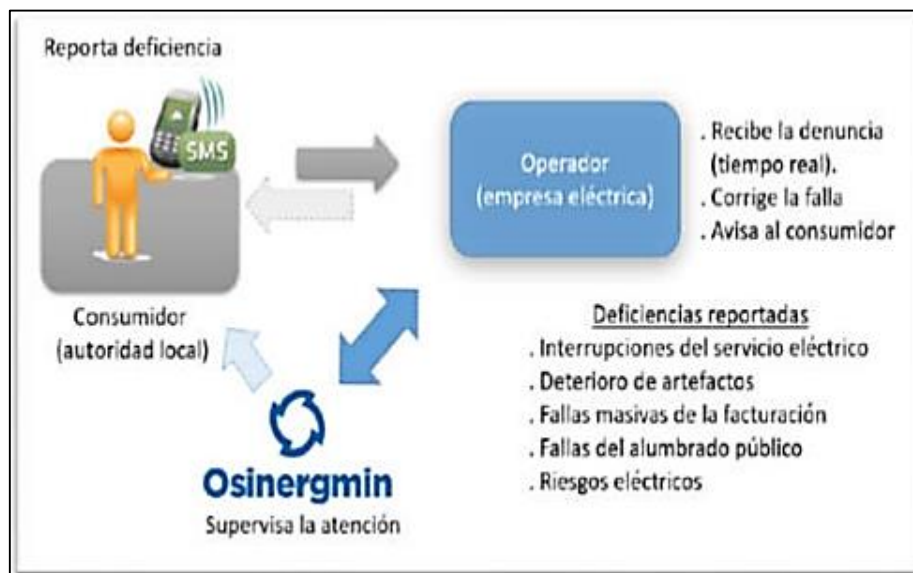 Reporta deficiencia
SMS
Operador
(empresa eléctrica)
. Recibe la denuncia
(tiempo real).
. Corrige la falla
. Avisa al consumidor
Consumidor
(autoridad local)
Osinergmin
Supervisa la atención
Deficiencias reportadas
. Interrupciones del servicio eléctrico
. Deterioro de artefactos
. Fallas masivas de la facturación
. Fallas del alumbrado público
. Riesgos eléctricos